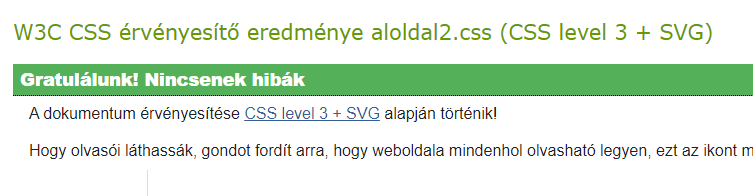 W3C CSS érvényesítő eredménye aloldal2.css (CSS level 3 + SVG)
Gratulálunk! Nincsenek hibák
A dokumentum érvényesítése CSS level 3 + SVG alapján történik!
Hogy olvasói láthassák, gondot fordít arra, hogy weboldala mindenhol olvasható legyen, ezt az ikont